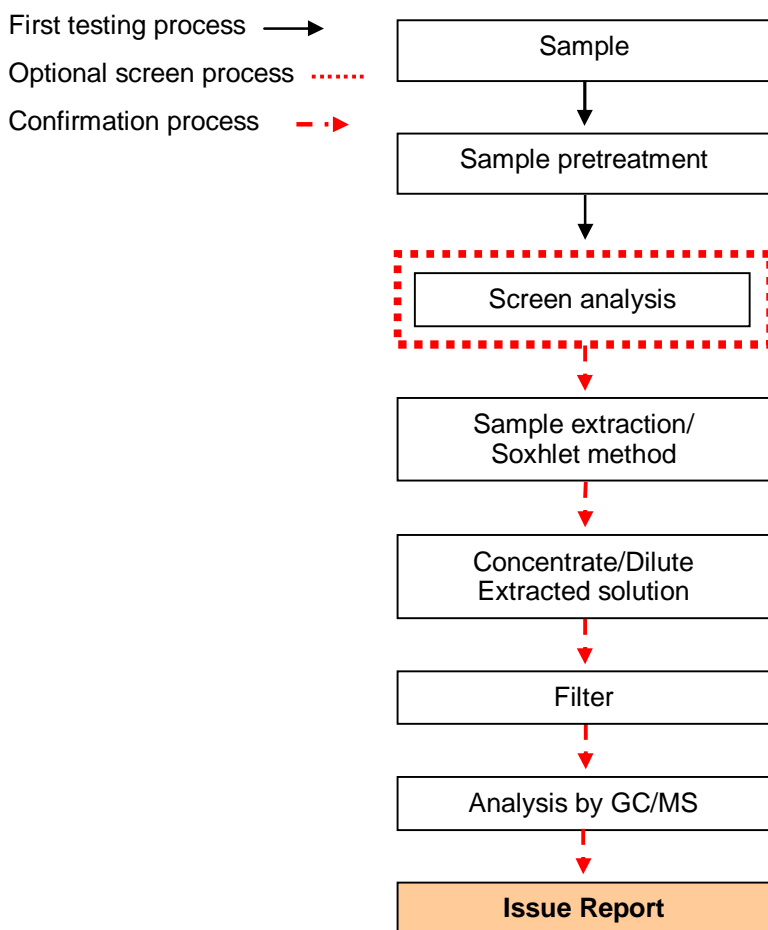 First testing process
Optional screen process
Confirmation process
Sample
Sample pretreatment
Screen analysis
Sample extraction/
Soxhlet method
Concentrate/Dilute
Extracted solution
Filter
Analysis by GC/MS
Issue Report